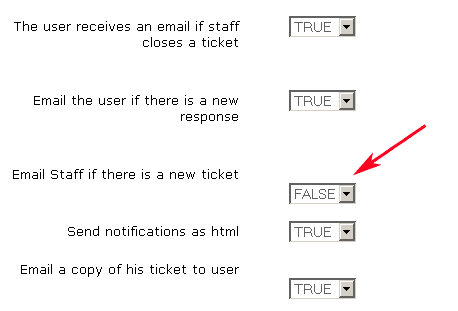 The user receives an email if staff
closes a ticket
TRUE
Email the user if there is a new
response
TRUE
Email Staff if there is a new ticket
FALSE
Send notifications as html
TRUE
Email a copy of his ticket to user
TRUE